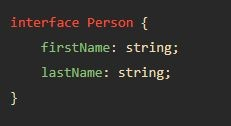 interface Person {
    firstName: string;
    lastName: string;
}